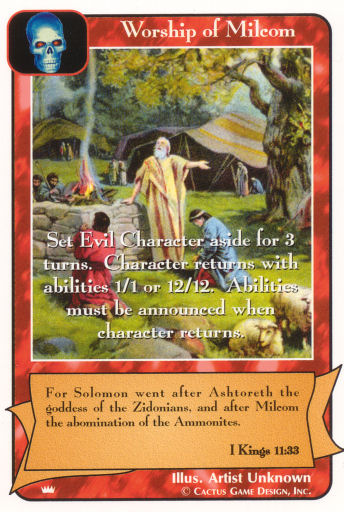 Worship of Milcom
Set Evil Character aside for 3
turns. Character returns with
abilities 1/1 or 12/12. Abilities
must be announced when
character returns.
For Solomon went after Ashtoreth the
goddess of the Zidonians, and after Milcom
the abomination of the Ammonites.
I Kings 11:33
Illus. Artist Unknown
© Cactus Game Design, Inc.